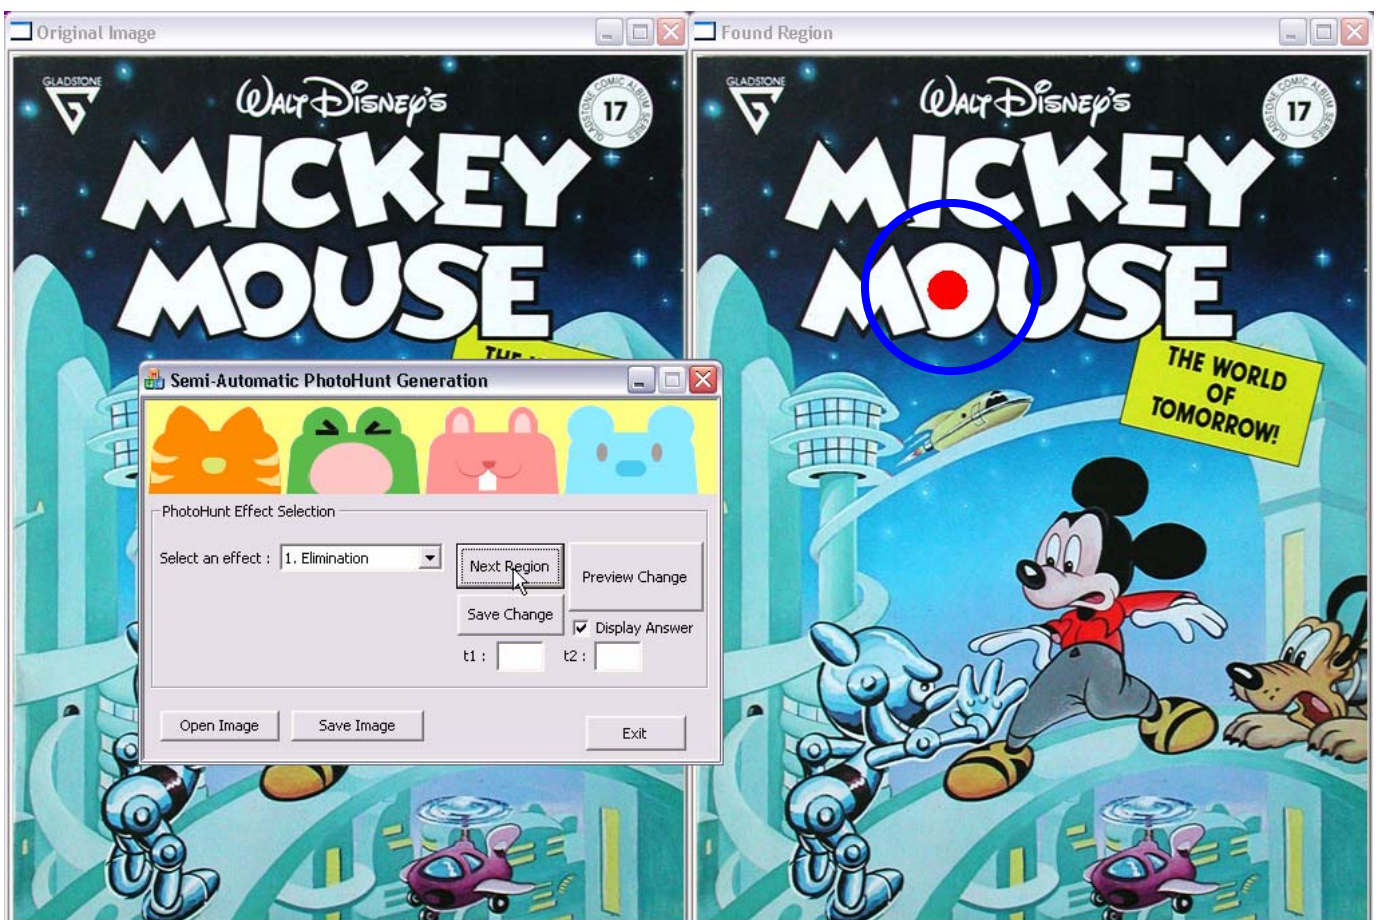 Original Image
GLADSTONE
WALT DISNEY'S
COMIC ALBUM
GLADSTONE SERIES
17
MICKEY
MOUSE
Found Region
GLADSTONE
WALT DISNEY'S
COMIC ALBUM
GLADSTONE SERIES
17
MICKEY
MOUSE
THE WORLD
OF
TOMORROW!
Semi-Automatic PhotoHunt Generation
PhotoHunt Effect Selection
Select an effect : 1. Elimination
Next Region
Preview Change
Save Change
Display Answer
t1 : t2 :
Open Image Save Image
Exit